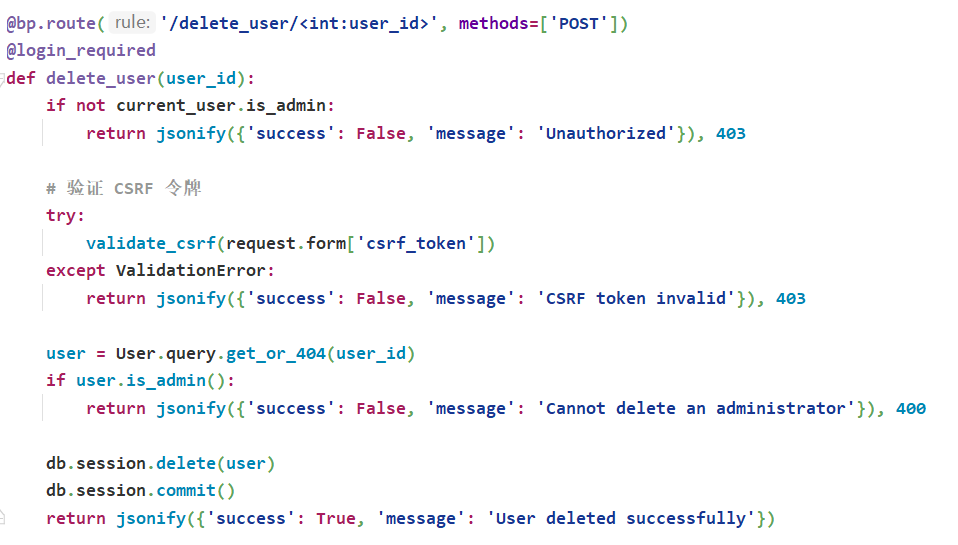 @bp.route( rule: '/delete_user/<int:user_id>', methods=['POST'])
@login_required
def delete_user(user_id):
    if not current_user.is_admin:
        return jsonify({'success': False, 'message': 'Unauthorized'}), 403

    # 验证 CSRF 令牌
    try:
        validate_csrf(request.form['csrf_token'])
    except ValidationError:
        return jsonify({'success': False, 'message': 'CSRF token invalid'}), 403

    user = User.query.get_or_404(user_id)
    if user.is_admin():
        return jsonify({'success': False, 'message': 'Cannot delete an administrator'}), 400

    db.session.delete(user)
    db.session.commit()
    return jsonify({'success': True, 'message': 'User deleted successfully'})